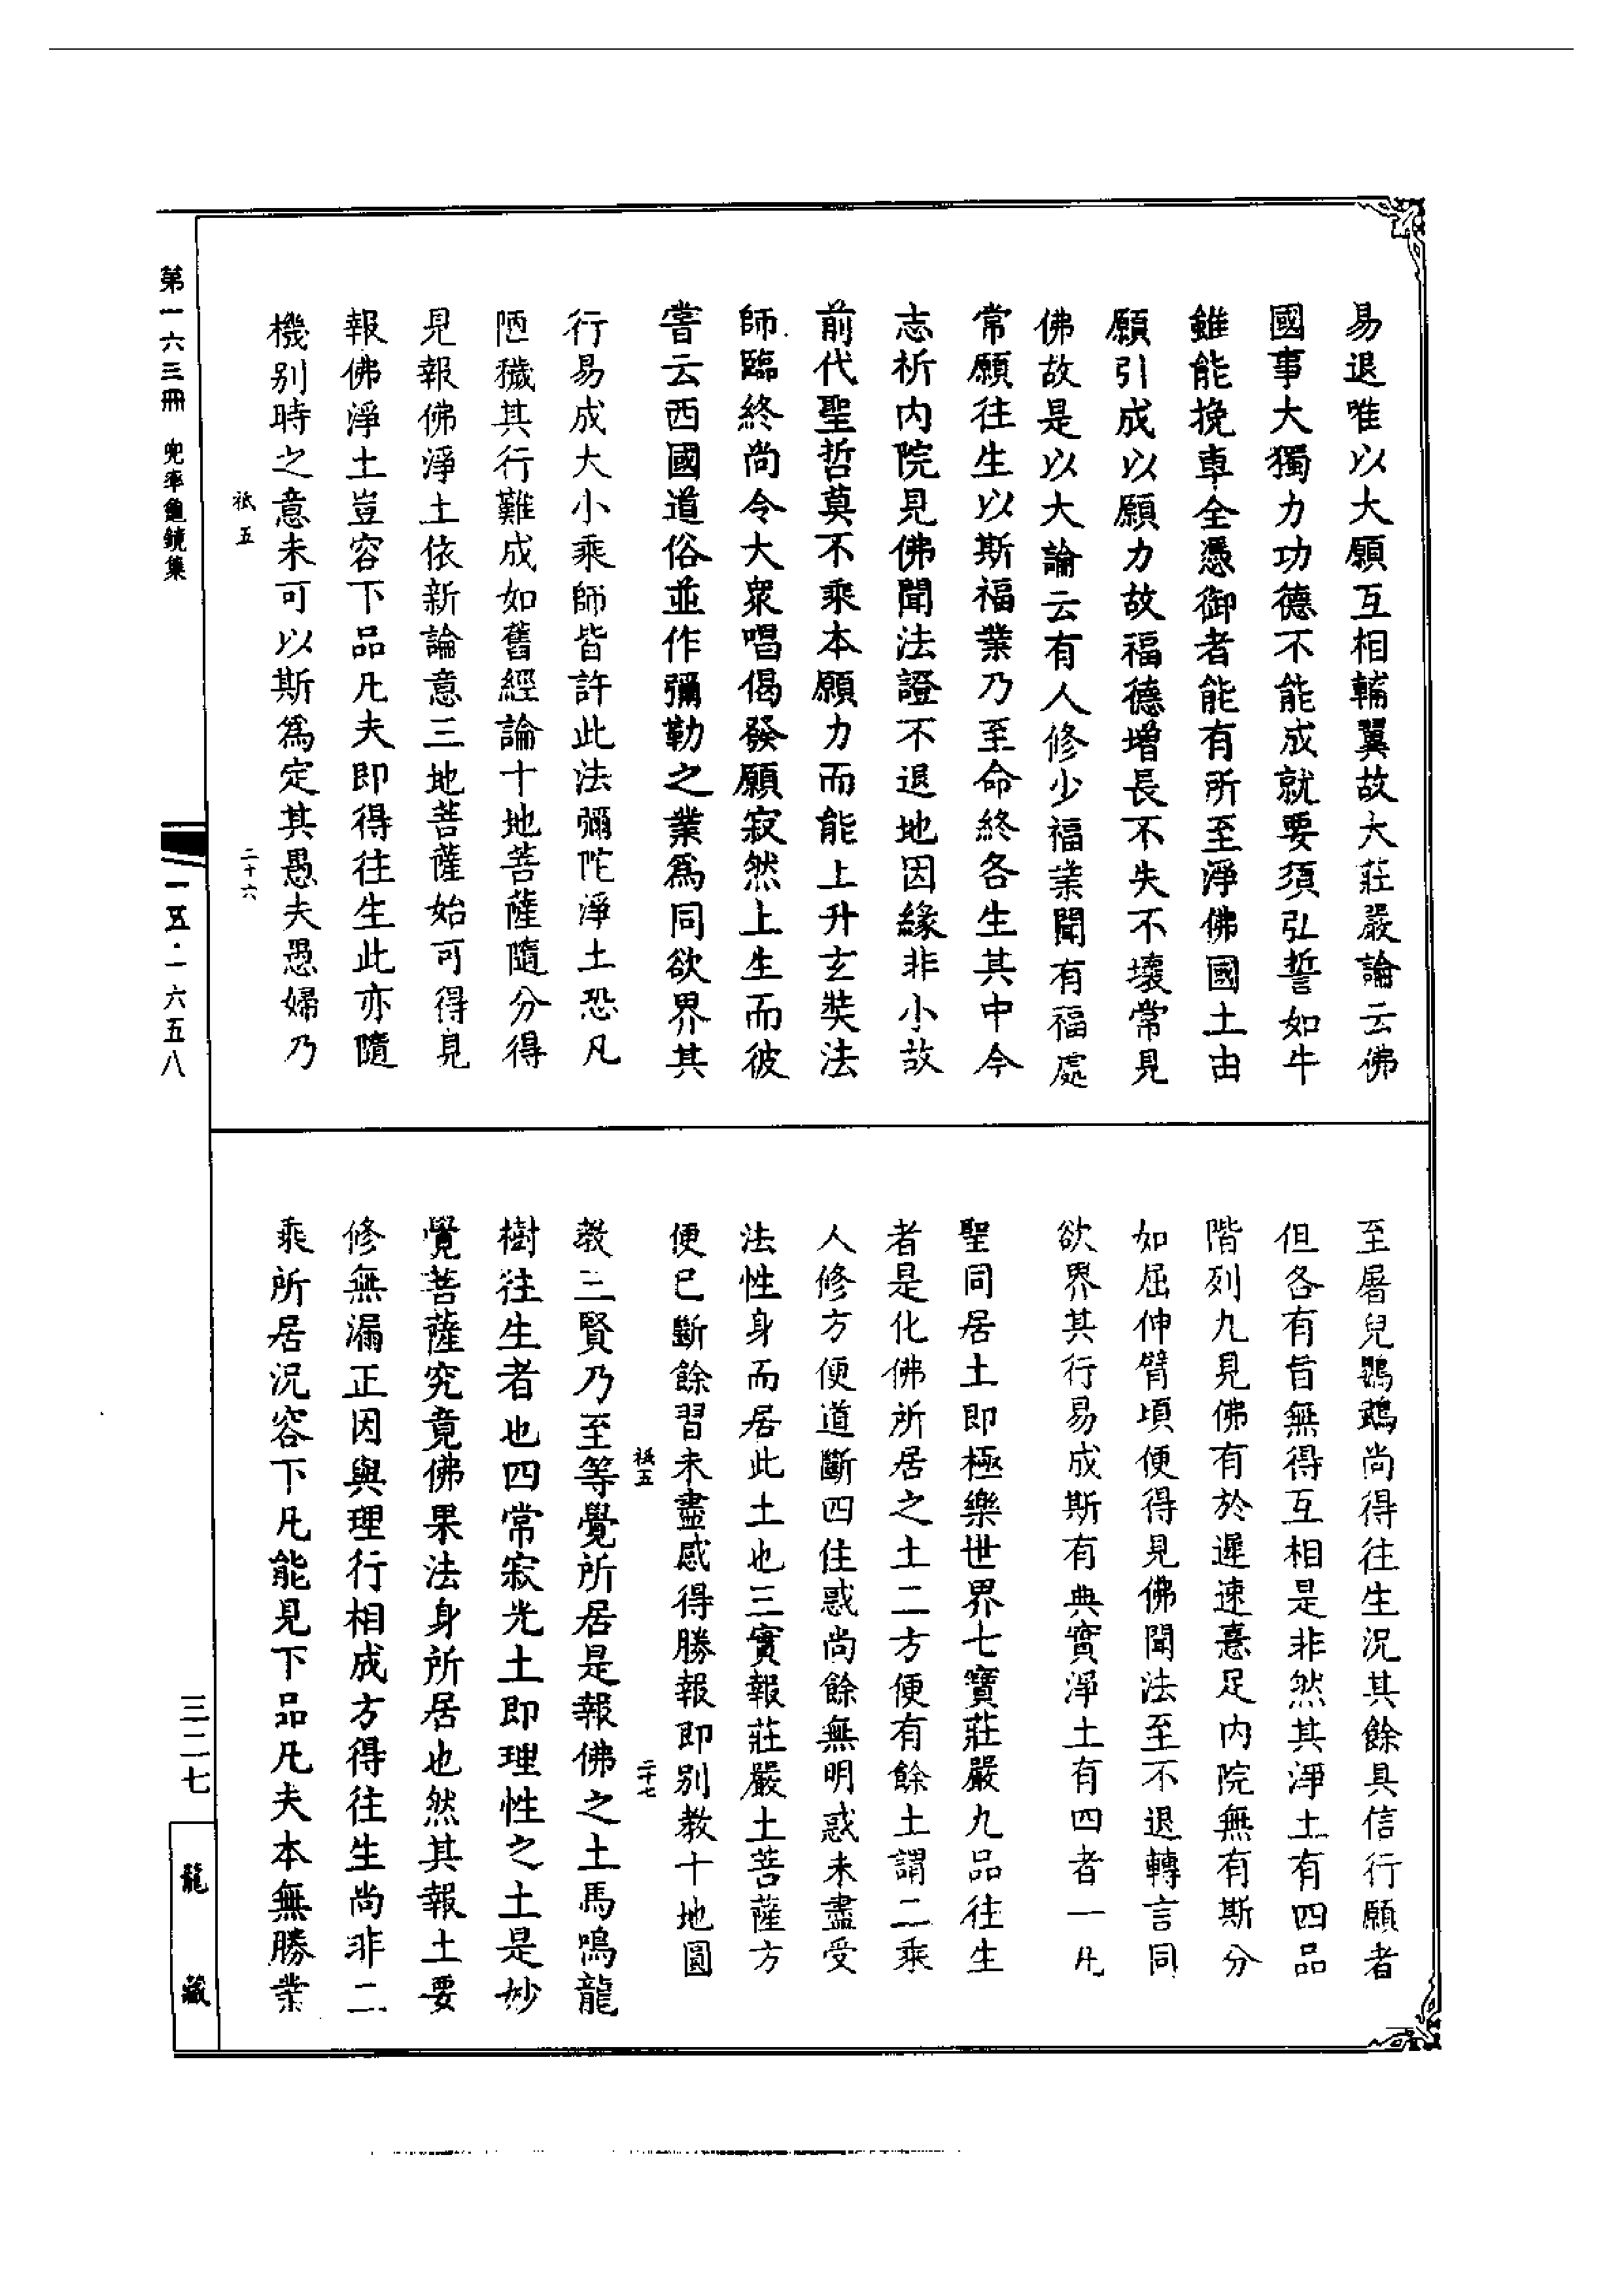 易退唯以大願互相輔翼故大莊嚴論云佛
國事大獨力功德不能成就要須弘誓如牛
雖能挽車全憑御者能有所至淨佛國土由
願引成以願力故福德增長不失不壞常見
佛故是以大論云有人修少福業聞有福處
常願往生以斯福業乃至命終各生其中今
志祈內院見佛聞法證不退地因緣非小故
前代聖哲莫不乘本願力而能上升玄奘法
師臨終尚令大衆唱偈發願寂然上生而彼
嘗云西國道俗並作彌勒之業為同欲界其
行易成大小乘師皆許此法彌陀淨土恐凡
陋穢其行難成如舊經論十地菩薩隨分得
見報佛淨土依新論意三地菩薩始可得見
報佛淨土豈容下品凡夫即得往生此亦隨
機別時之意未可以斯為定其愚夫愚婦乃
祇五
二十六
至屠兒鸚鵡尚得往生況其餘具信行願者
但各有旨無得互相是非然其淨土有四品
階列九見佛有於遲速意足內院無有斯分
如屈伸臂頃便得見佛聞法至不退轉言同
欲界其行易成斯有典實淨土有四者一凡
聖同居土即極樂世界七寶莊嚴九品往生
者是化佛所居之土二方便有餘土謂二乘
人修方便道斷四住惑尚餘無明惑未盡受
法性身而居此土也三實報莊嚴土菩薩方
便已斷餘習未盡感得勝報即別教十地圓
祇五
二十七
教三賢乃至等覺所居是報佛之土馬鳴龍
樹往生者也四常寂光土即理性之土是妙
覺菩薩究竟佛果法身所居也然其報土要
修無漏正因與理行相成方得往生尚非二
乘所居況容下凡能見下品凡夫本無勝業
第一六三冊 兜率龜鏡集
一五·一六五八
三二七
龍藏